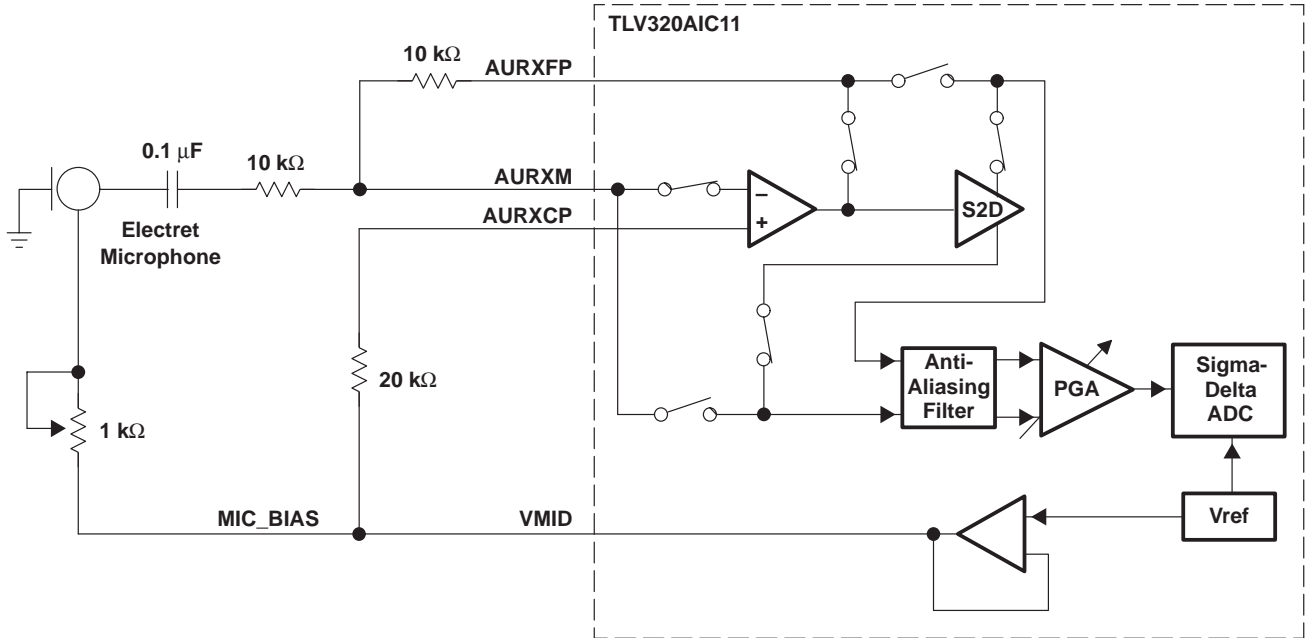 TLV320AIC11
10 kΩ
AURXFP
0.1 μF
10 kΩ
AURXM
AURXCP
Electret
Microphone
−
+
S2D
20 kΩ
1 kΩ
Anti-
Aliasing
Filter
PGA
Sigma-
Delta
ADC
MIC_BIAS
VMID
Vref